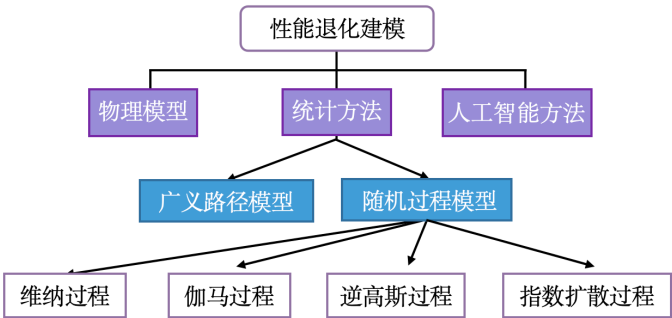 性能退化建模
物理模型
统计方法
人工智能方法
广义路径模型
随机过程模型
维纳过程
伽马过程
逆高斯过程
指数扩散过程